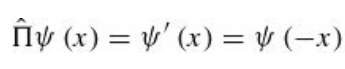 Π̂ψ (x) = ψ′ (x) = ψ (−x)